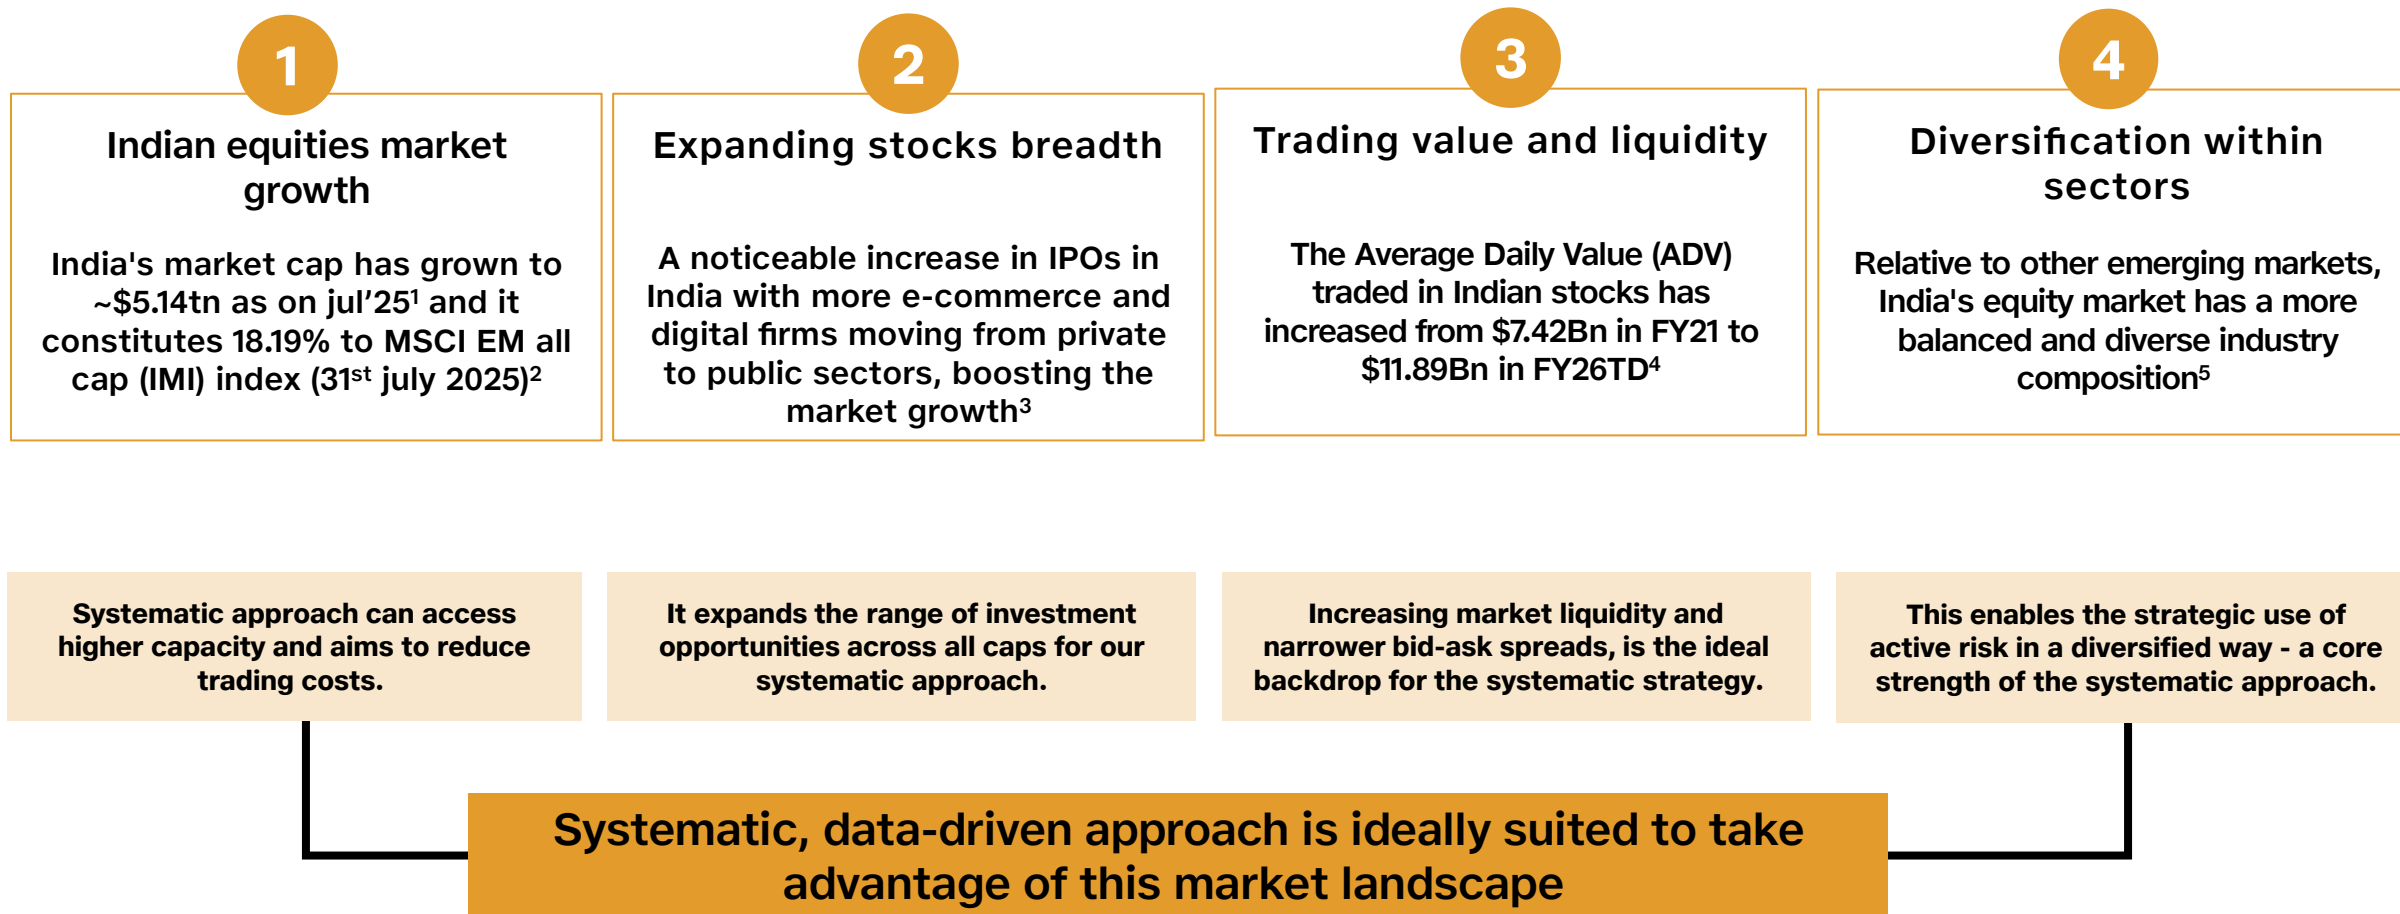 1
Indian equities market
growth
India's market cap has grown to
~$5.14tn as on jul’25¹ and it
constitutes 18.19% to MSCI EM all
cap (IMI) index (31ˢᵗ july 2025)²
2
Expanding stocks breadth
A noticeable increase in IPOs in
India with more e-commerce and
digital firms moving from private
to public sectors, boosting the
market growth³
3
Trading value and liquidity
The Average Daily Value (ADV)
traded in Indian stocks has
increased from $7.42Bn in FY21 to
$11.89Bn in FY26TD⁴
4
Diversification within
sectors
Relative to other emerging markets,
India's equity market has a more
balanced and diverse industry
composition⁵
Systematic approach can access
higher capacity and aims to reduce
trading costs.
It expands the range of investment
opportunities across all caps for our
systematic approach.
Increasing market liquidity and
narrower bid-ask spreads, is the ideal
backdrop for the systematic strategy.
This enables the strategic use of
active risk in a diversified way - a core
strength of the systematic approach.
Systematic, data-driven approach is ideally suited to take
advantage of this market landscape